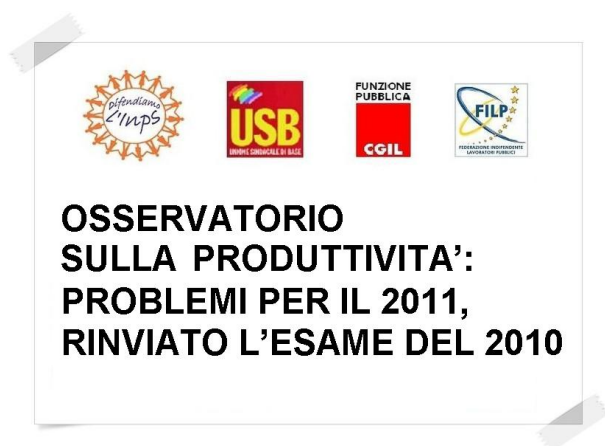 Difendiamo
L'Inps
USB
UNIONE SINDACALE DI BASE
FUNZIONE
PUBBLICA
CGIL
FILP
FEDERAZIONE INDIPENDENTE
LAVORATORI PUBBLICI
OSSERVATORIO
SULLA PRODUTTIVITA':
PROBLEMI PER IL 2011,
RINVIATO L'ESAME DEL 2010